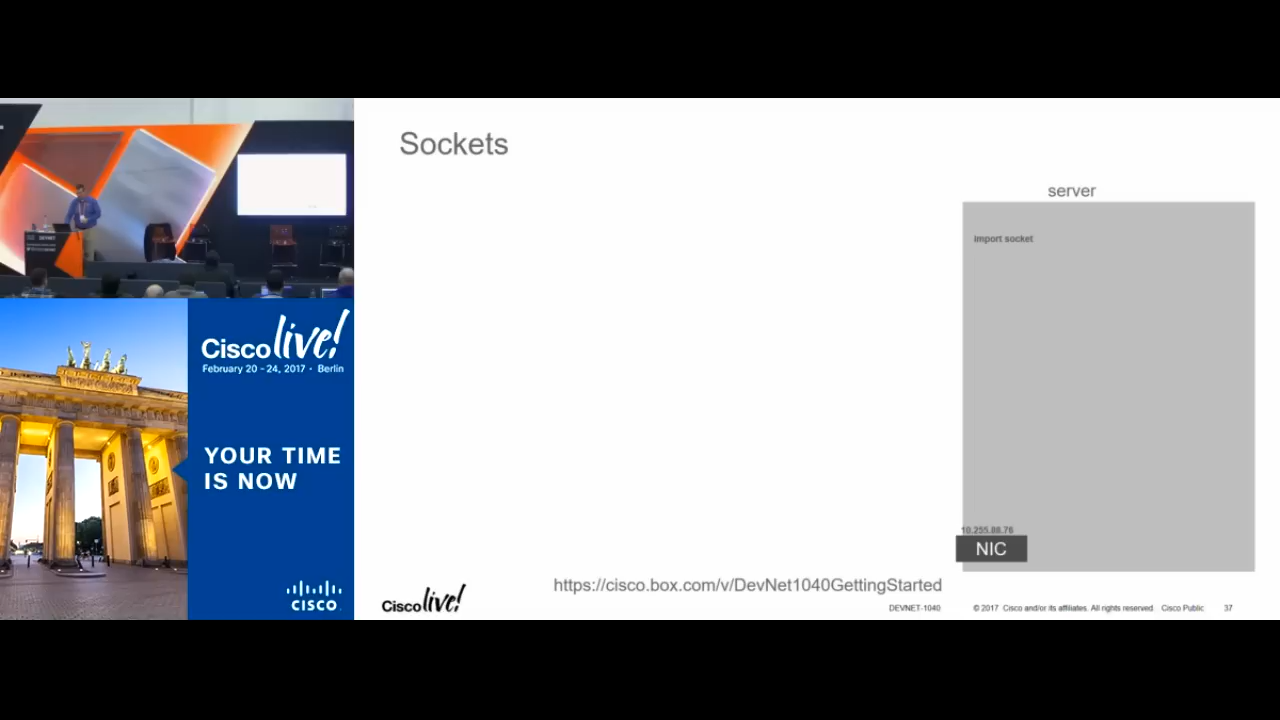 Sockets
server
import socket
10.255.88.76
NIC
https://cisco.box.com/v/DevNet1040GettingStarted
Cisco live!
DEVNET-1040
© 2017 Cisco and/or its affiliates. All rights reserved. Cisco Public
37
Cisco live!
February 20 - 24, 2017 • Berlin
YOUR TIME
IS NOW
CISCO
DEVNET